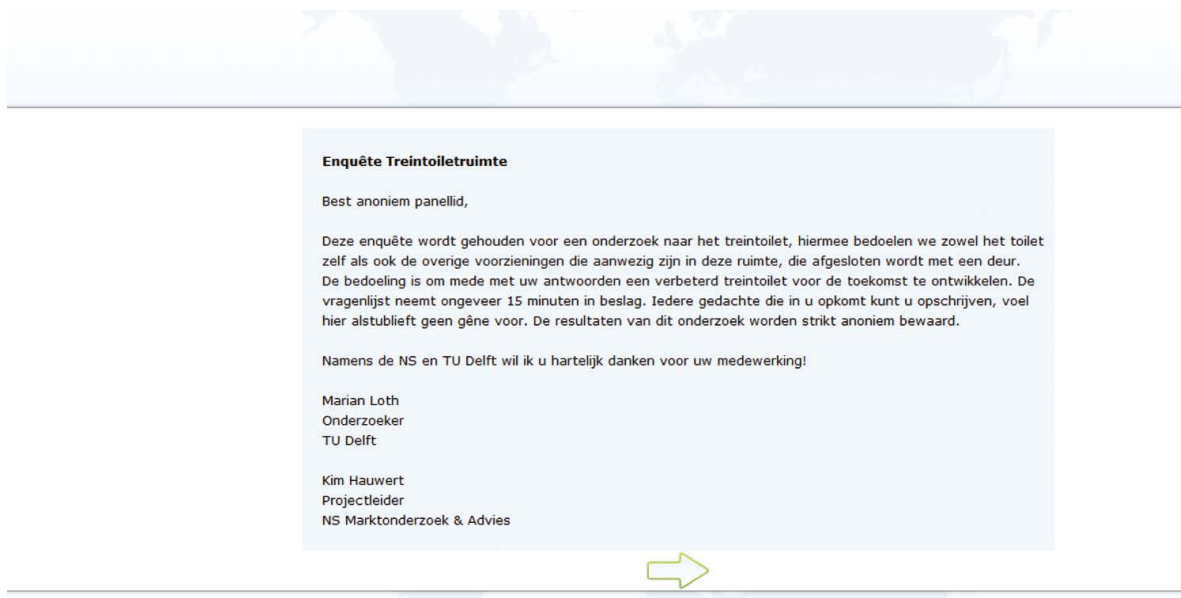 Enquête Treintoiletruimte
Best anoniem panellid,
Deze enquête wordt gehouden voor een onderzoek naar het treintoilet, hiermee bedoelen we zowel het toilet
zelf als ook de overige voorzieningen die aanwezig zijn in deze ruimte, die afgesloten wordt met een deur.
De bedoeling is om mede met uw antwoorden een verbeterd treintoilet voor de toekomst te ontwikkelen. De
vragenlijst neemt ongeveer 15 minuten in beslag. Iedere gedachte die in u opkomt kunt u opschrijven, voel
hier alstublieft geen gêne voor. De resultaten van dit onderzoek worden strikt anoniem bewaard.
Namens de NS en TU Delft wil ik u hartelijk danken voor uw medewerking!
Marian Loth
Onderzoeker
TU Delft
Kim Hauwert
Projectleider
NS Marktonderzoek & Advies